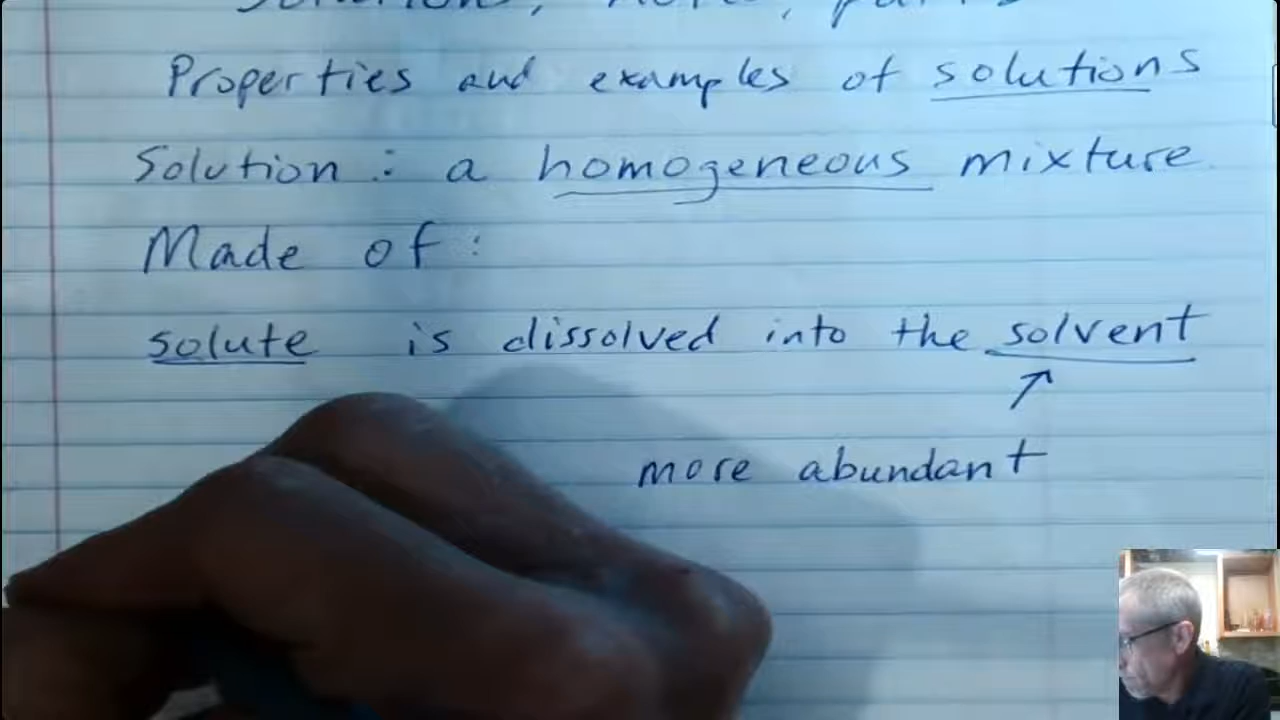 Properties and examples of solutions
Solution : a homogeneous mixture
Made of :
solute is dissolved into the solvent
more abundant